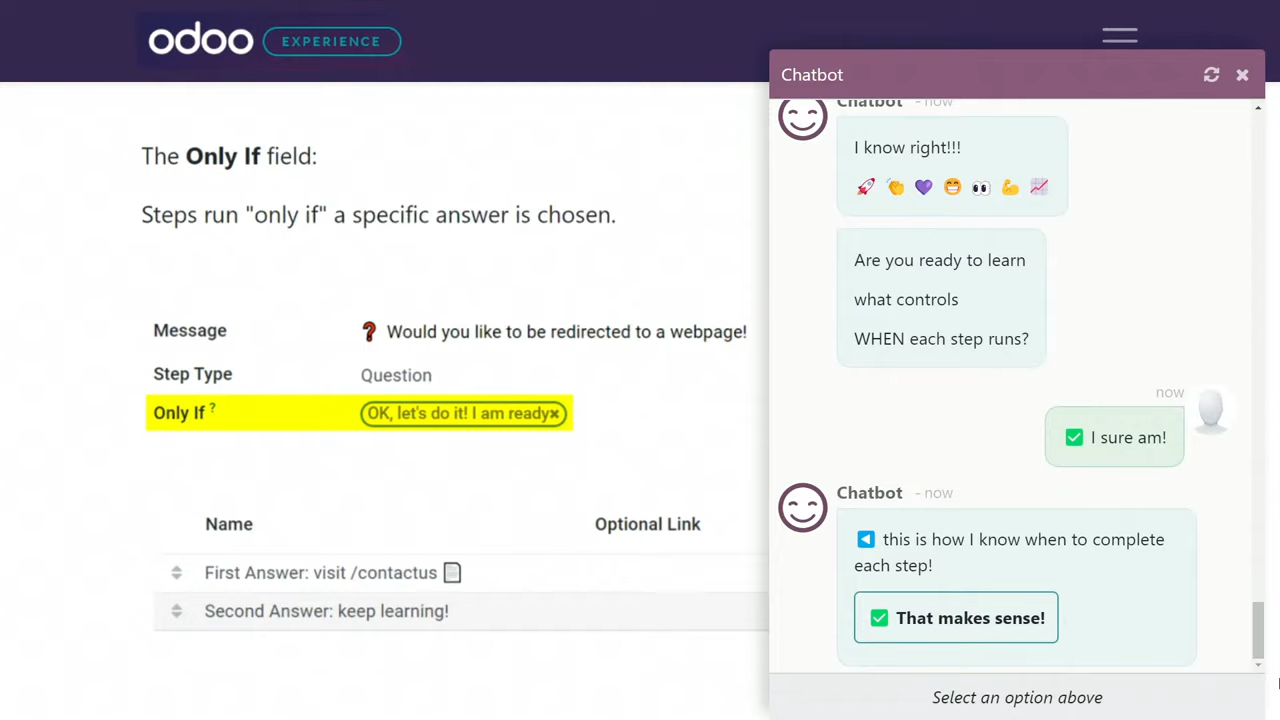 odoo EXPERIENCE
The Only If field:
Steps run "only if" a specific answer is chosen.
Message ❓ Would you like to be redirected to a webpage!
Step Type Question
Only If ? OK, let's do it! I am ready×
Name Optional Link
First Answer: visit /contactus 📄
Second Answer: keep learning!
Chatbot
Chatbot - now
I know right!!!
🚀 👏 💜 😁 👀 💪 📈
Are you ready to learn
what controls
WHEN each step runs?
now
✅ I sure am!
Chatbot - now
◀ this is how I know when to complete
each step!
✅ That makes sense!
Select an option above